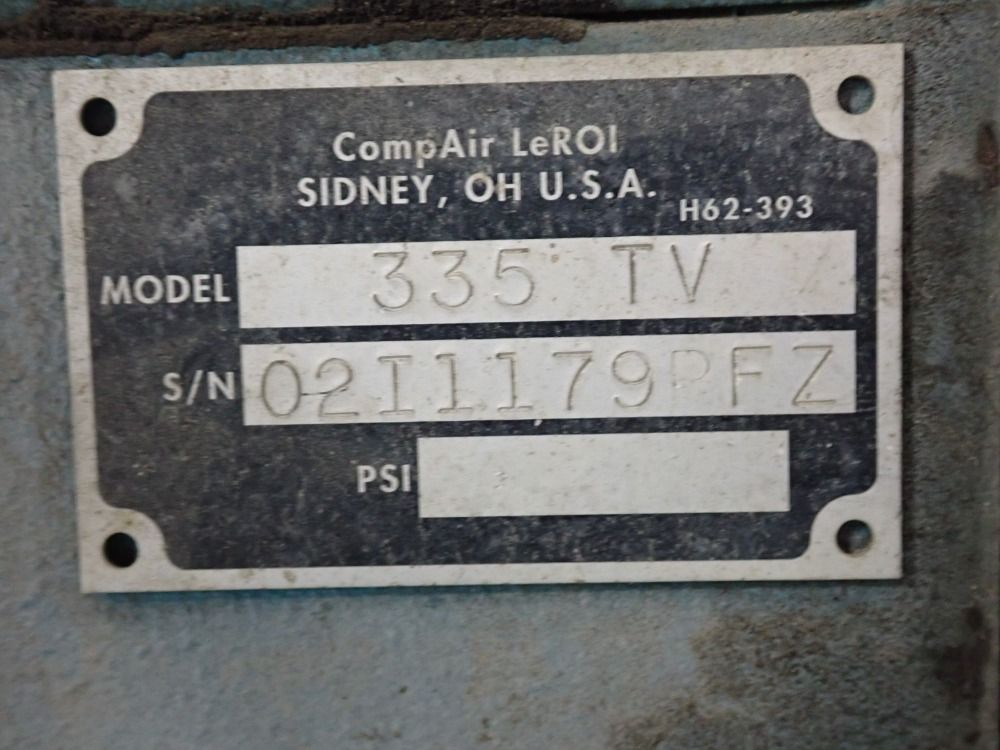 CompAir LeROI
SIDNEY, OH U.S.A.
H62-393
MODEL 335 TV
S/N 02I1179PFZ
PSI